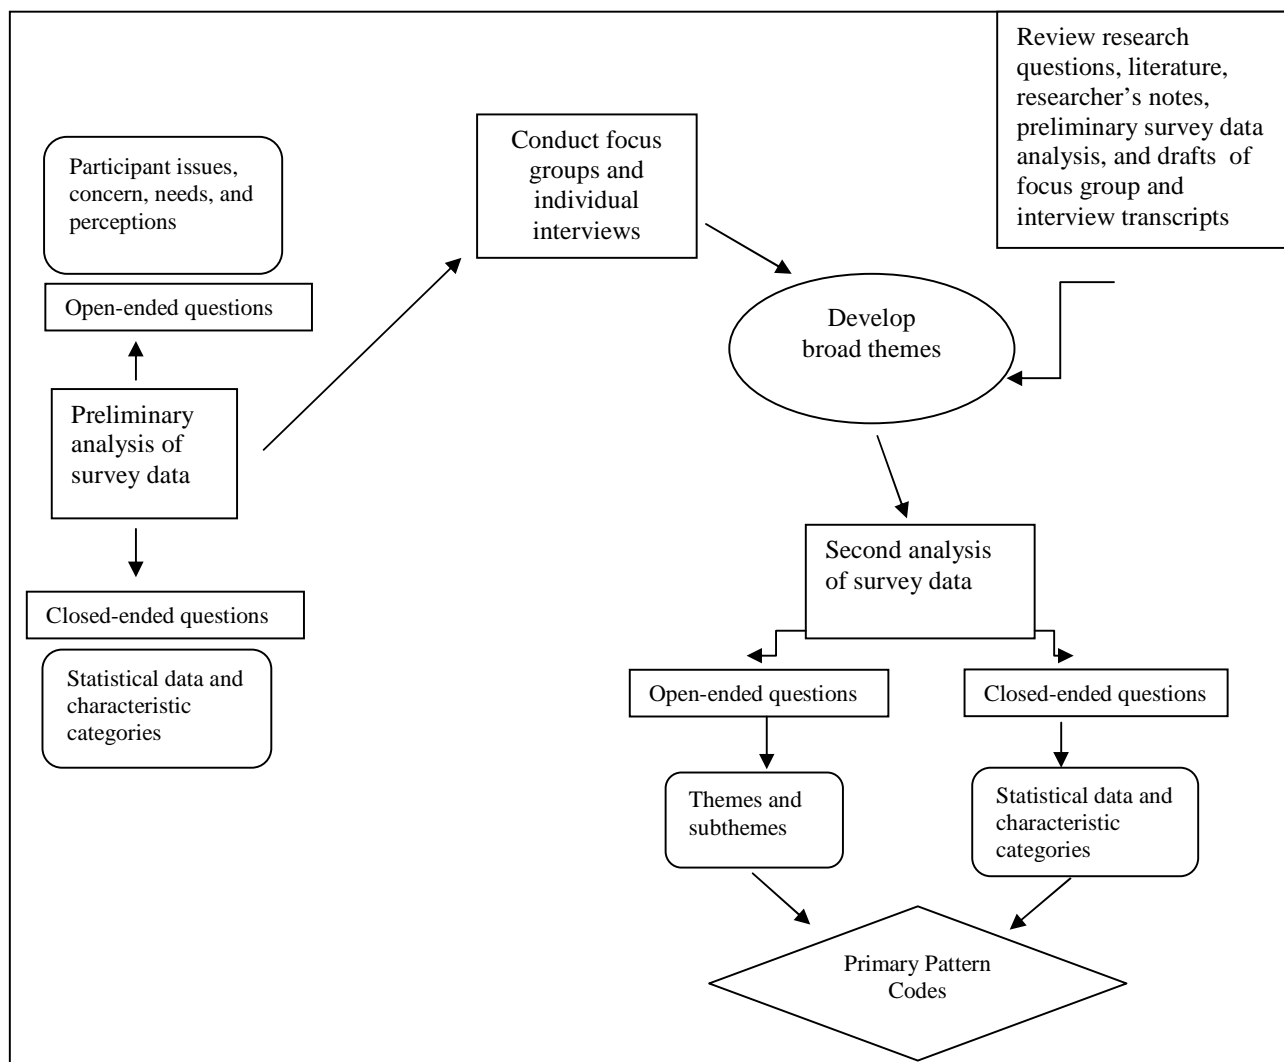 Review research
questions, literature,
researcher’s notes,
preliminary survey data
analysis, and drafts of
focus group and
interview transcripts
Conduct focus
groups and
individual
interviews
Participant issues,
concern, needs, and
perceptions
Open-ended questions
Preliminary
analysis of
survey data
Closed-ended questions
Statistical data and
characteristic
categories
Develop
broad themes
Second analysis
of survey data
Open-ended questions
Closed-ended questions
Themes and
subthemes
Statistical data and
characteristic
categories
Primary Pattern
Codes